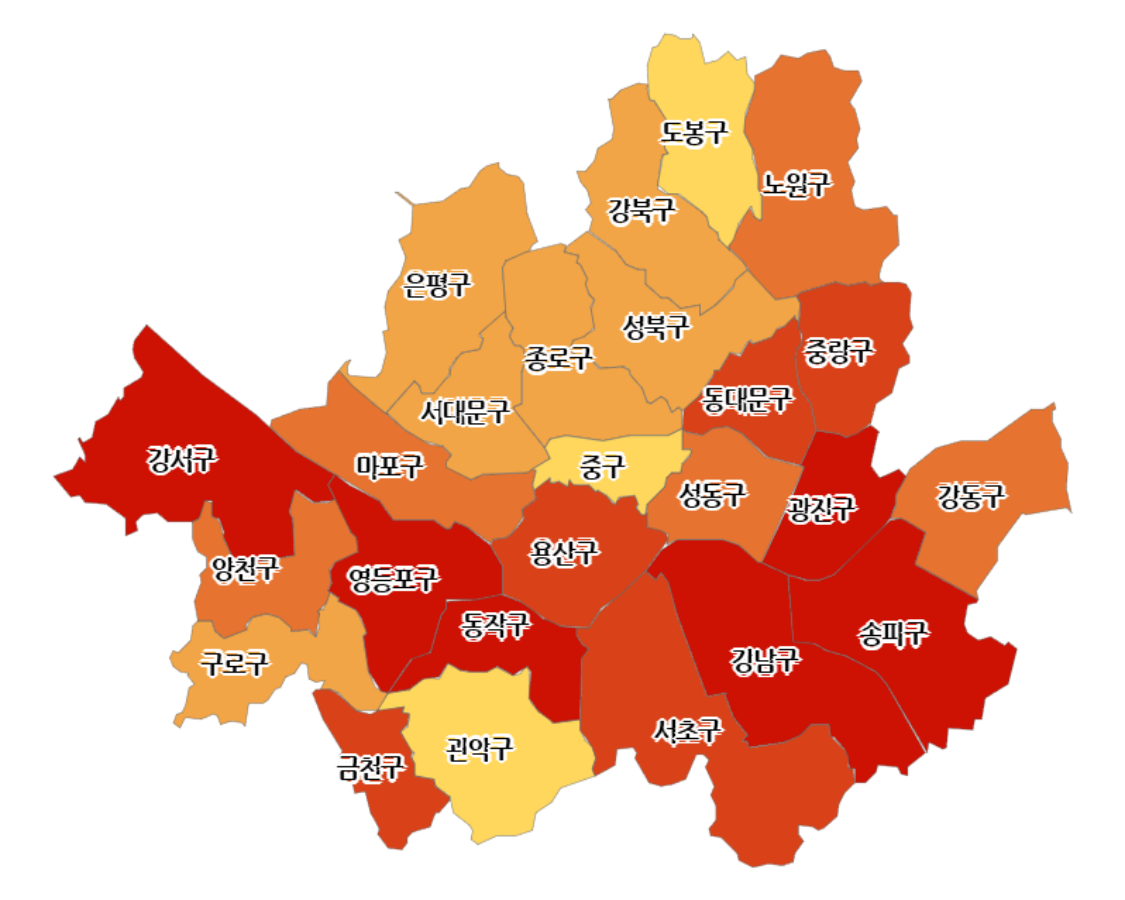 도봉구
노원구
강북구
은평구
성북구
중랑구
종로구
동대문구
서대문구
강서구
마포구
중구
성동구
강동구
광진구
용산구
양천구
영등포구
동작구
송파구
구로구
강남구
서초구
관악구
금천구